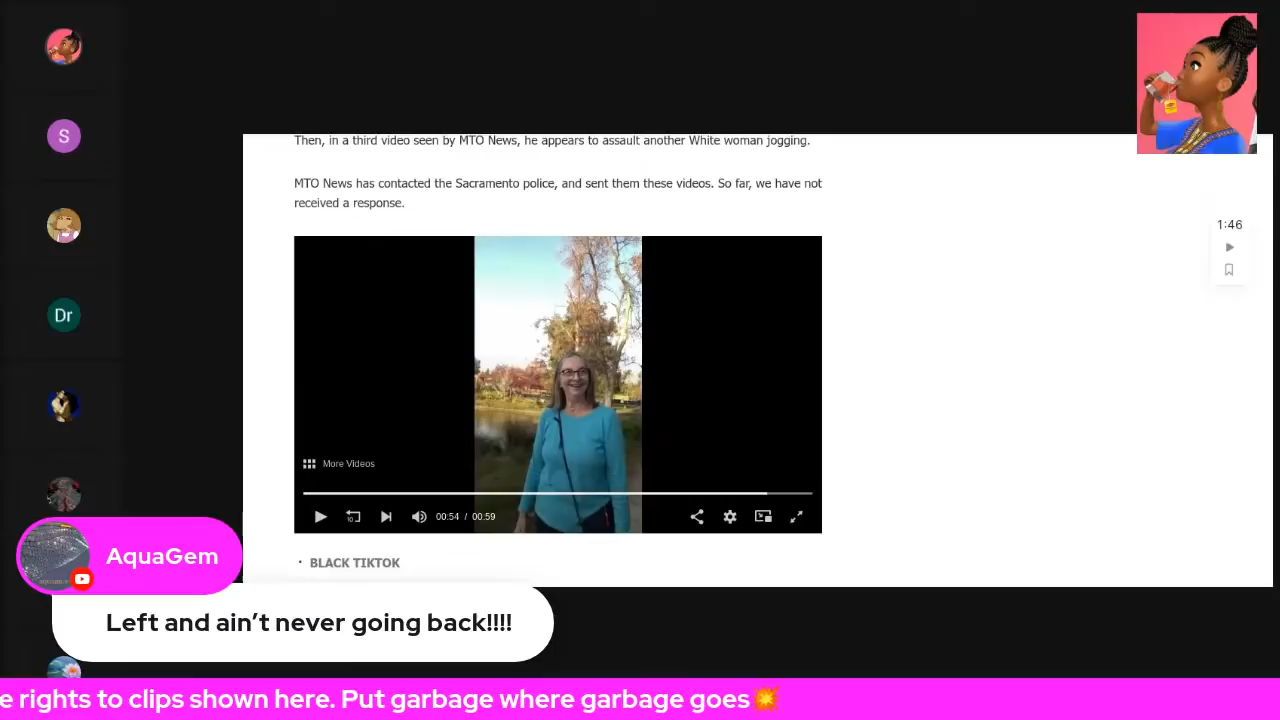 S
Dr
Then, in a third video seen by MTO News, he appears to assault another White woman jogging.
MTO News has contacted the Sacramento police, and sent them these videos. So far, we have not
received a response.
1:46
More Videos
10
00:54 / 00:59
• BLACK TIKTOK
AquaGem
Left and ain’t never going back!!!!
e rights to clips shown here. Put garbage where garbage goes💥